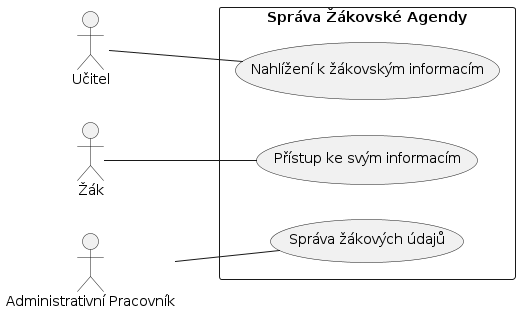 Správa Žákovské Agendy
Učitel
Nahlížení k žákovským informacím
Žák
Přístup ke svým informacím
Administrativní Pracovník
Správa žákových údajů